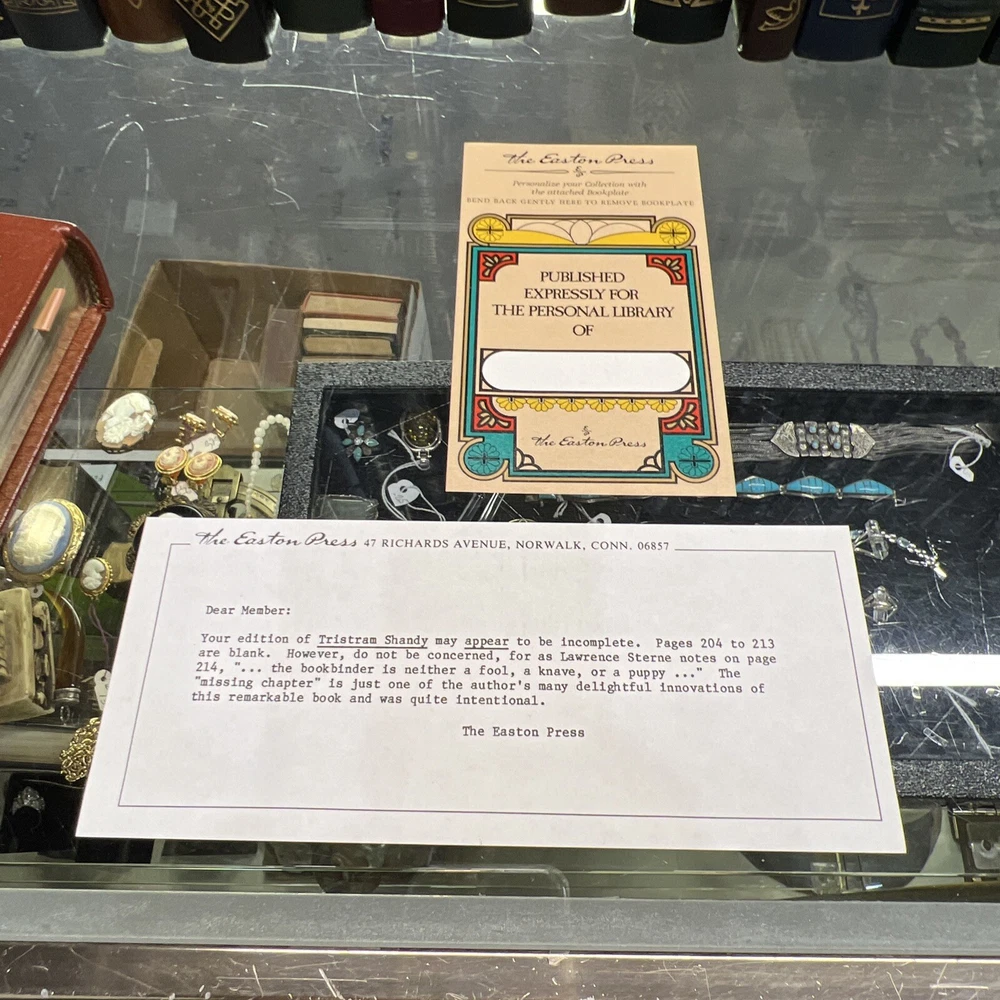 the Easton Press
Personalize your Collection with
the attached Bookplate
BEND BACK GENTLY HERE TO REMOVE BOOKPLATE
PUBLISHED
EXPRESSLY FOR
THE PERSONAL LIBRARY
OF
the Easton Press
the Easton Press 47 RICHARDS AVENUE, NORWALK, CONN. 06857
Dear Member:
Your edition of Tristram Shandy may appear to be incomplete. Pages 204 to 213
are blank. However, do not be concerned, for as Lawrence Sterne notes on page
214, "... the bookbinder is neither a fool, a knave, or a puppy ..." The
"missing chapter" is just one of the author's many delightful innovations of
this remarkable book and was quite intentional.
The Easton Press